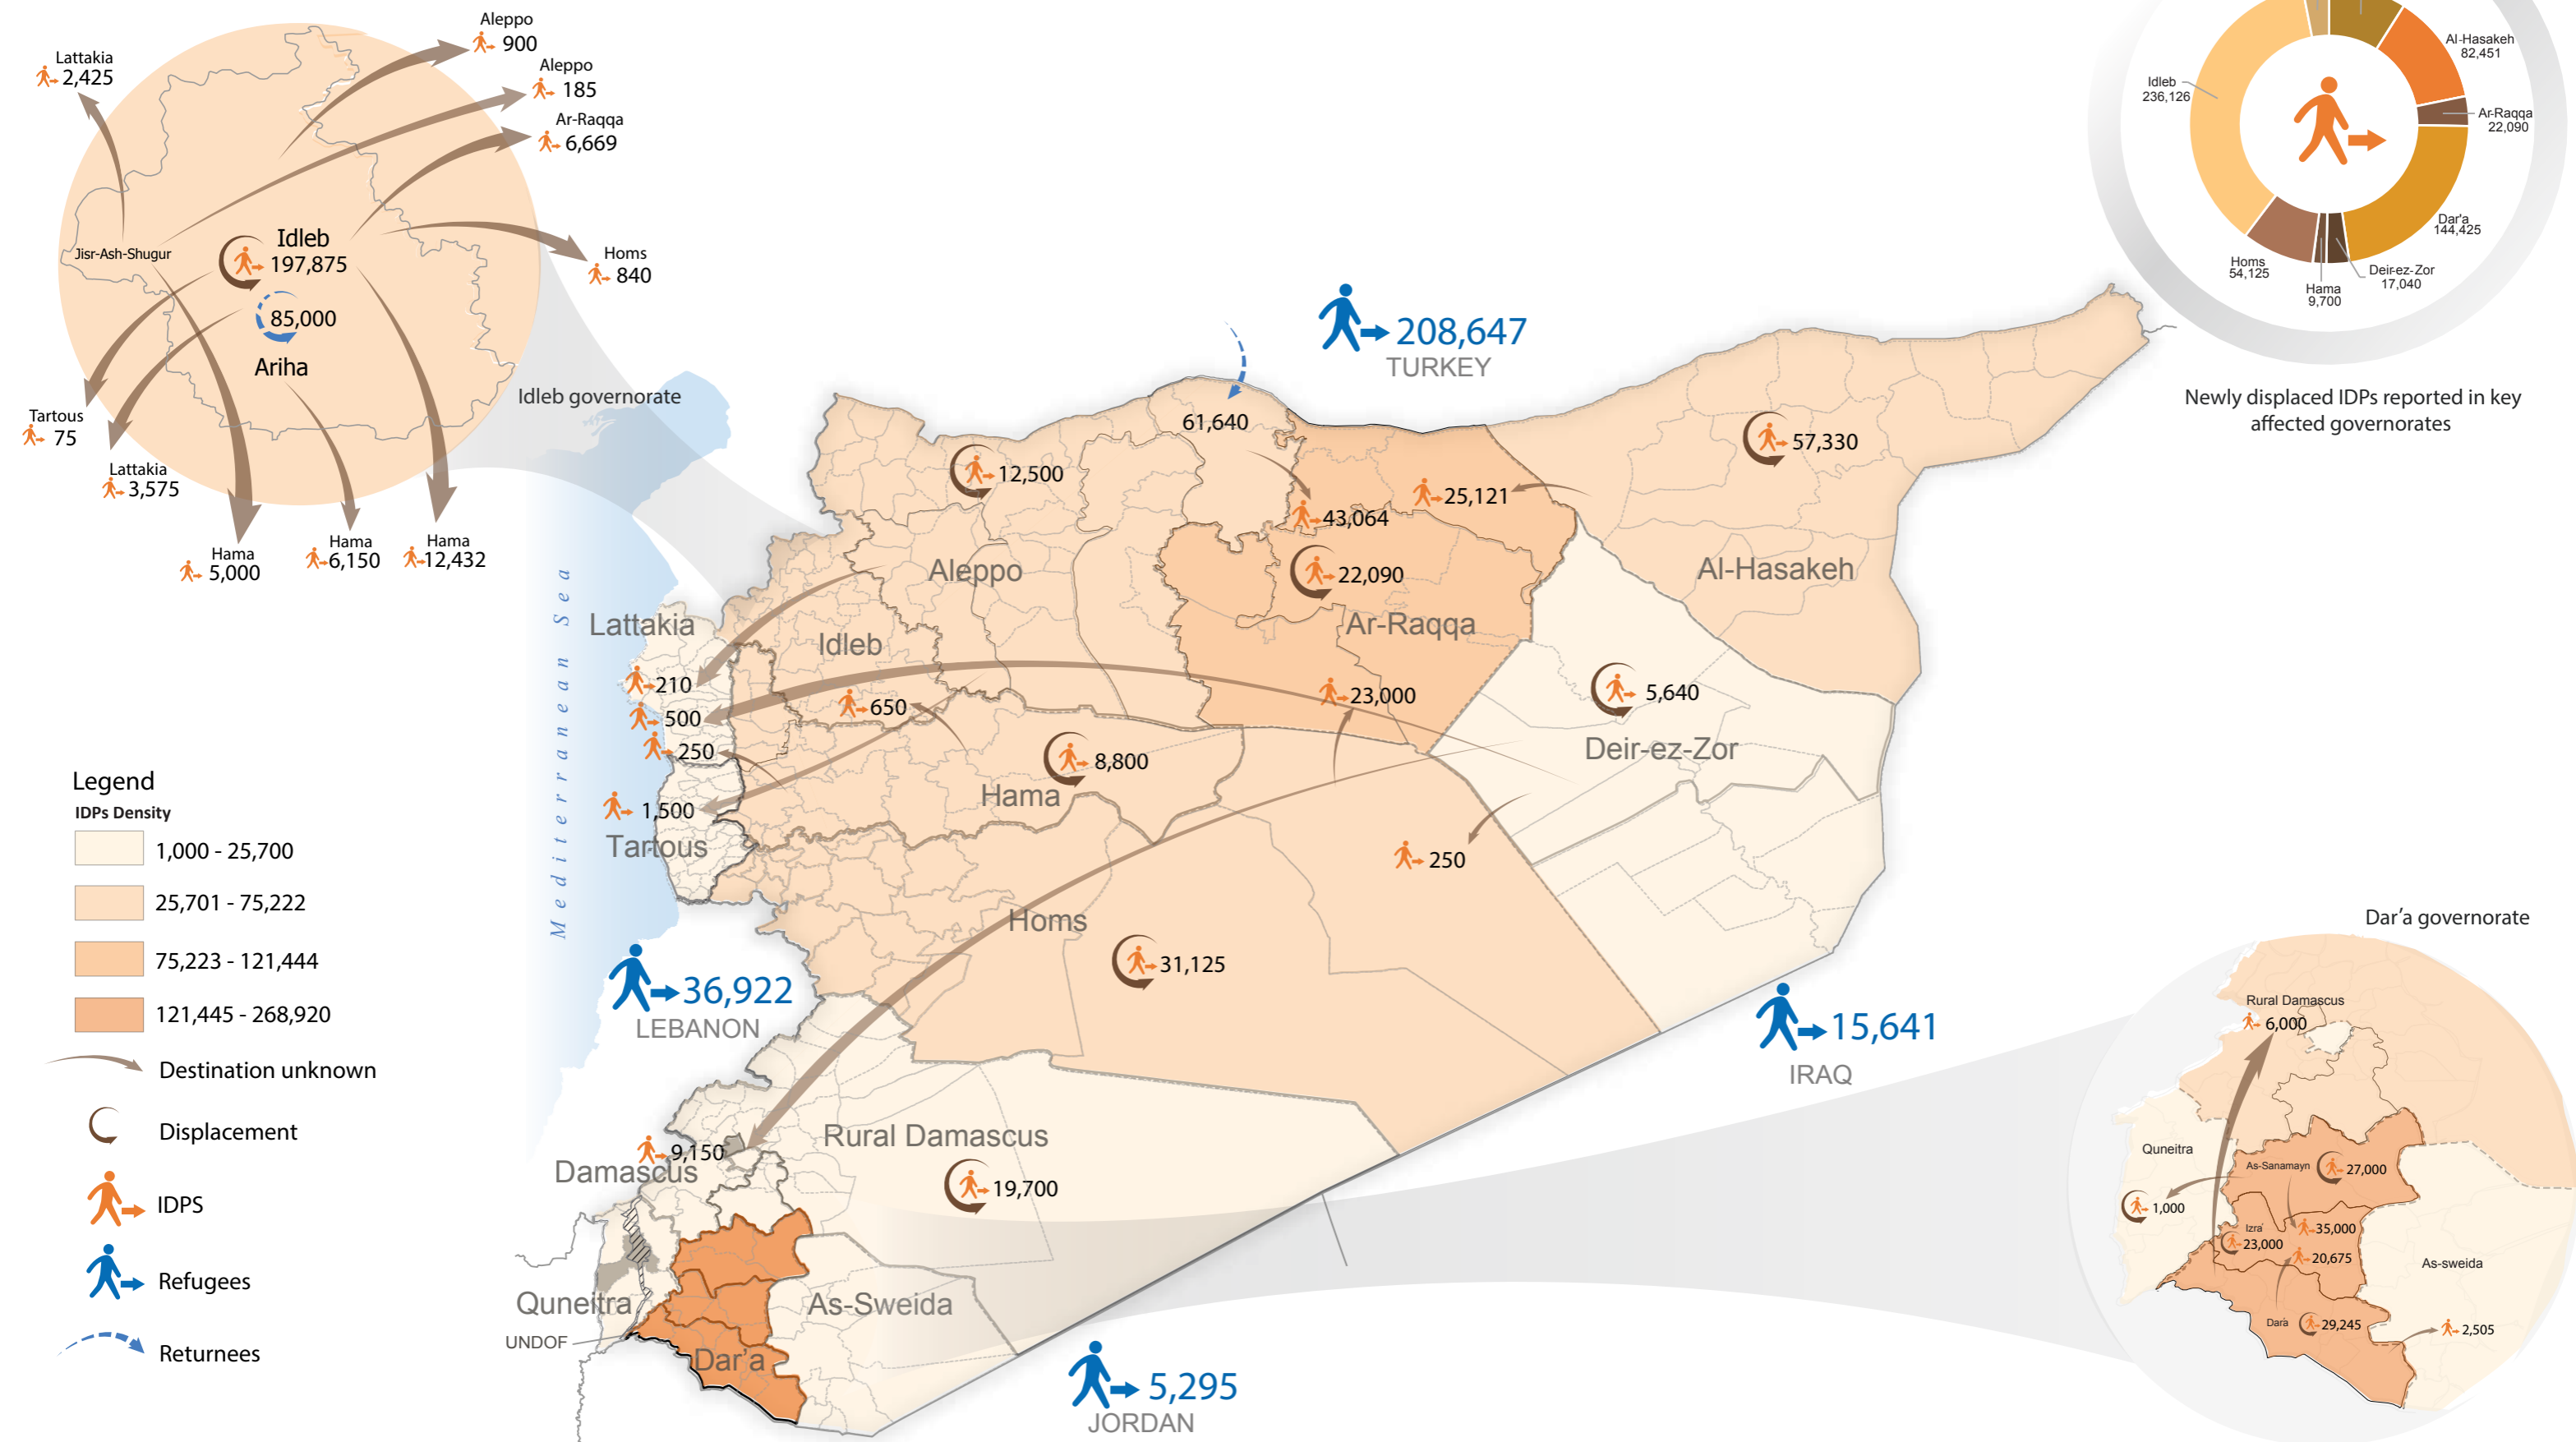 Aleppo
900
Lattakia
2,425
Aleppo
185
Ar-Raqqa
6,669
Jisr-Ash-Shugur
Idleb
197,875
85,000
Ariha
Homs
840
Tartous
75
Lattakia
3,575
Hama
5,000
Hama
6,150
Hama
12,432
Idleb governorate
Al-Hasakeh
82,451
Idleb
236,126
Ar-Raqqa
22,090
Dar'a
144,425
Homs
54,125
Deir-ez-Zor
17,040
Hama
9,700
Newly displaced IDPs reported in key
affected governorates
208,647
TURKEY
61,640
12,500
57,330
25,121
43,064
22,090
Aleppo
Al-Hasakeh
Ar-Raqqa
Lattakia
Idleb
210
500
250
650
23,000
5,640
Deir-ez-Zor
8,800
Hama
1,500
Tartous
250
Homs
31,125
Mediterranean Sea
36,922
LEBANON
15,641
IRAQ
Rural Damascus
9,150
Damascus
19,700
Quneitra
UNDOF
As-Sweida
Dar'a
5,295
JORDAN
Legend
IDPs Density
1,000 - 25,700
25,701 - 75,222
75,223 - 121,444
121,445 - 268,920
Destination unknown
Displacement
IDPS
Refugees
Returnees
Dar'a governorate
Rural Damascus
6,000
Quneitra
As-Sanamayn
27,000
1,000
Izra'
23,000
35,000
20,675
As-sweida
Dar'a
29,245
2,505